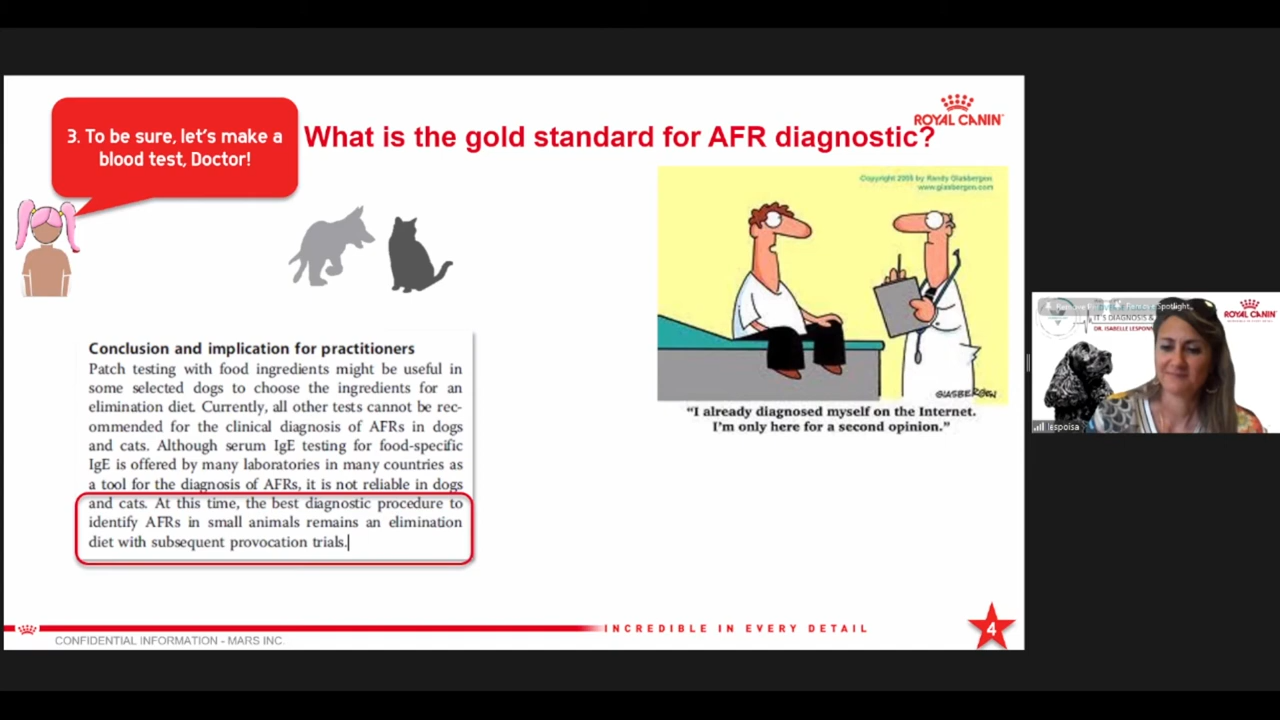 3. To be sure, let's make a
blood test, Doctor!
What is the gold standard for AFR diagnostic?
ROYAL CANIN
Copyright 2005 by Randy Glasbergen.
www.glasbergen.com
GLASBERGEN
"I already diagnosed myself on the Internet.
I'm only here for a second opinion."
Conclusion and implication for practitioners
Patch testing with food ingredients might be useful in
some selected dogs to choose the ingredients for an
elimination diet. Currently, all other tests cannot be rec-
ommended for the clinical diagnosis of AFRs in dogs
and cats. Although serum IgE testing for food-specific
IgE is offered by many laboratories in many countries as
a tool for the diagnosis of AFRs, it is not reliable in dogs
and cats. At this time, the best diagnostic procedure to
identify AFRs in small animals remains an elimination
diet with subsequent provocation trials.
CONFIDENTIAL INFORMATION - MARS INC.
INCREDIBLE IN EVERY DETAIL
4
Spotlight...
IT'S DIAGNOSIS &
DR. ISABELLE LESPONN
ROYAL CANIN
lespoisa